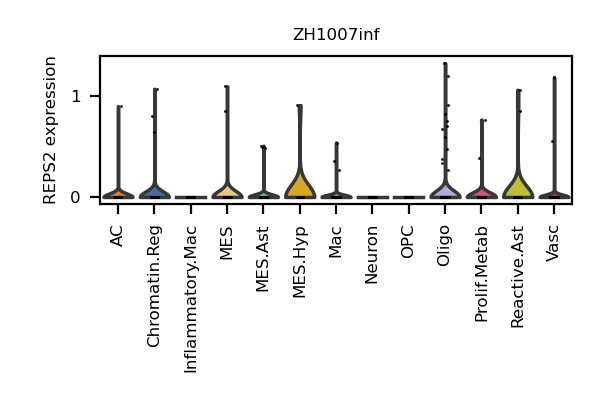 ZH1007inf
REPS2 expression
1
0
AC
Chromatin.Reg
Inflammatory.Mac
MES
MES.Ast
MES.Hyp
Mac
Neuron
OPC
Oligo
Prolif.Metab
Reactive.Ast
Vasc